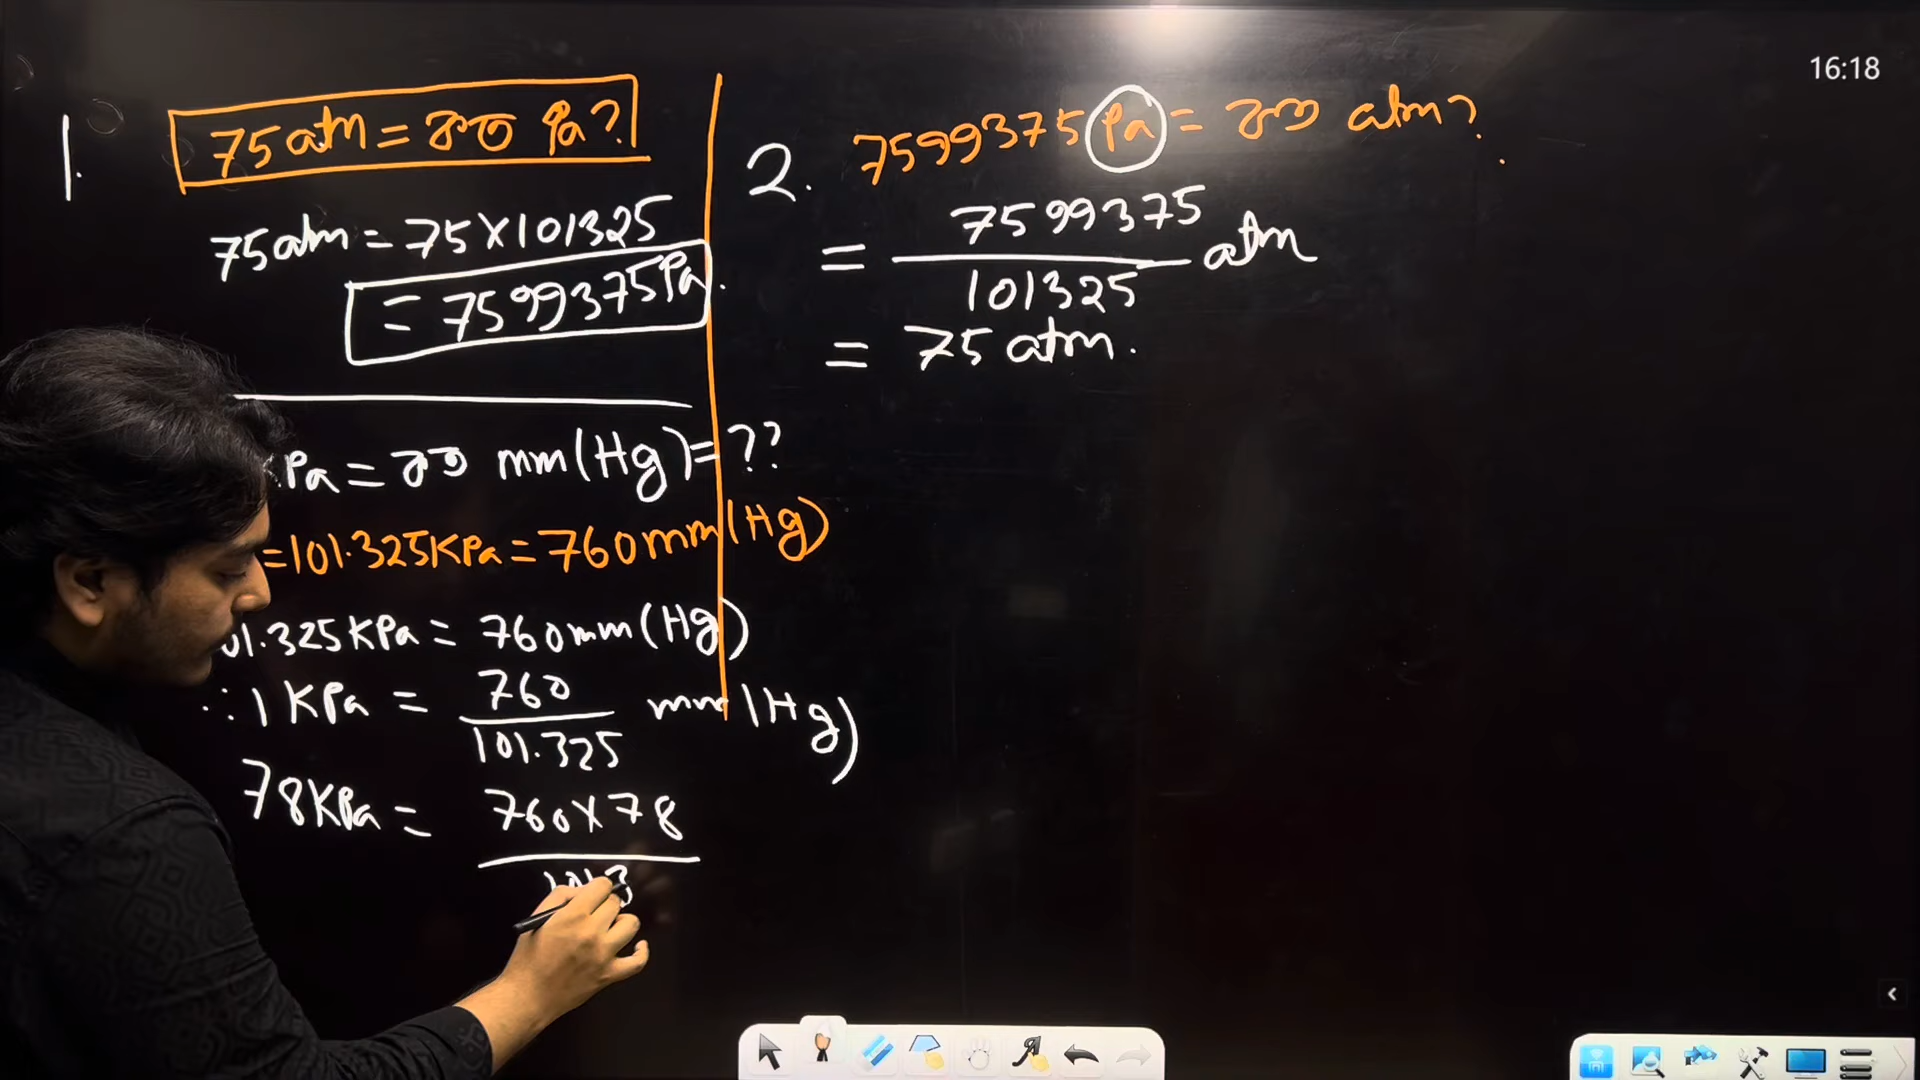 16:18
1. 75 atm = কত Pa?
75 atm = 75×101325
= 7599375 Pa.
KPa = কত mm(Hg) = ??
= 101.325 KPa = 760 mm(Hg)
01.325 KPa = 760 mm(Hg)
∴ 1 KPa = 760/101.325 mm(Hg)
78 KPa = 760×78/1013
2. 7599375 Pa = কত atm?
= 7599375/101325 atm
= 75 atm.